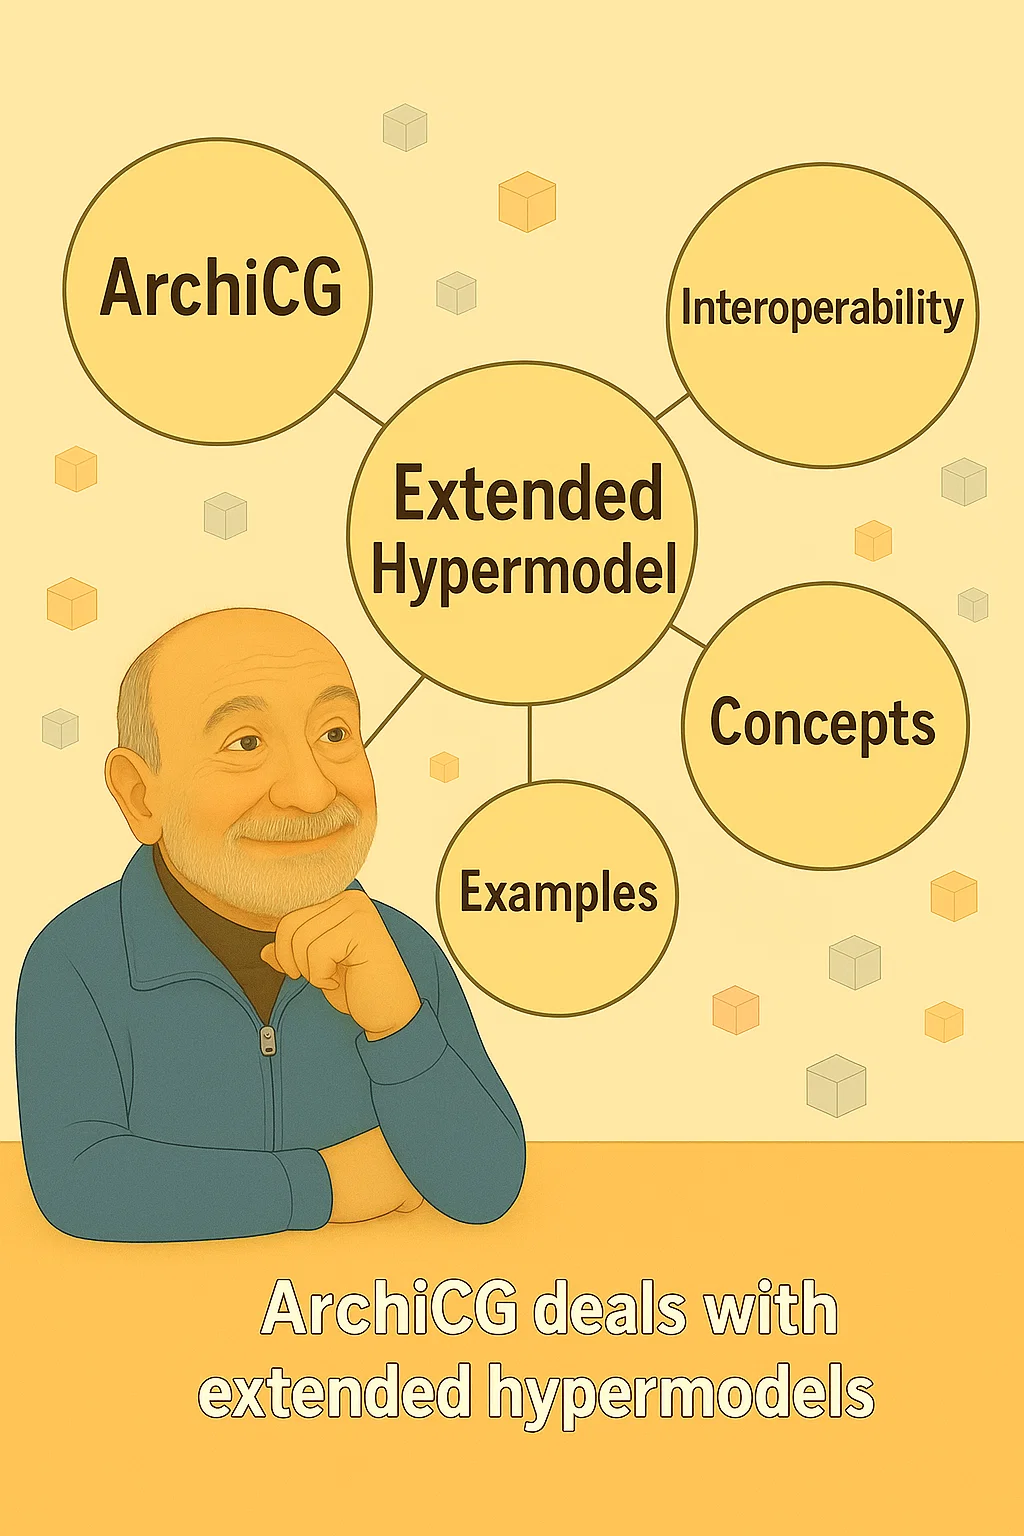 ArchiCG
Interoperability
Extended
Hypermodel
Concepts
Examples
ArchiCG deals with
extended hypermodels